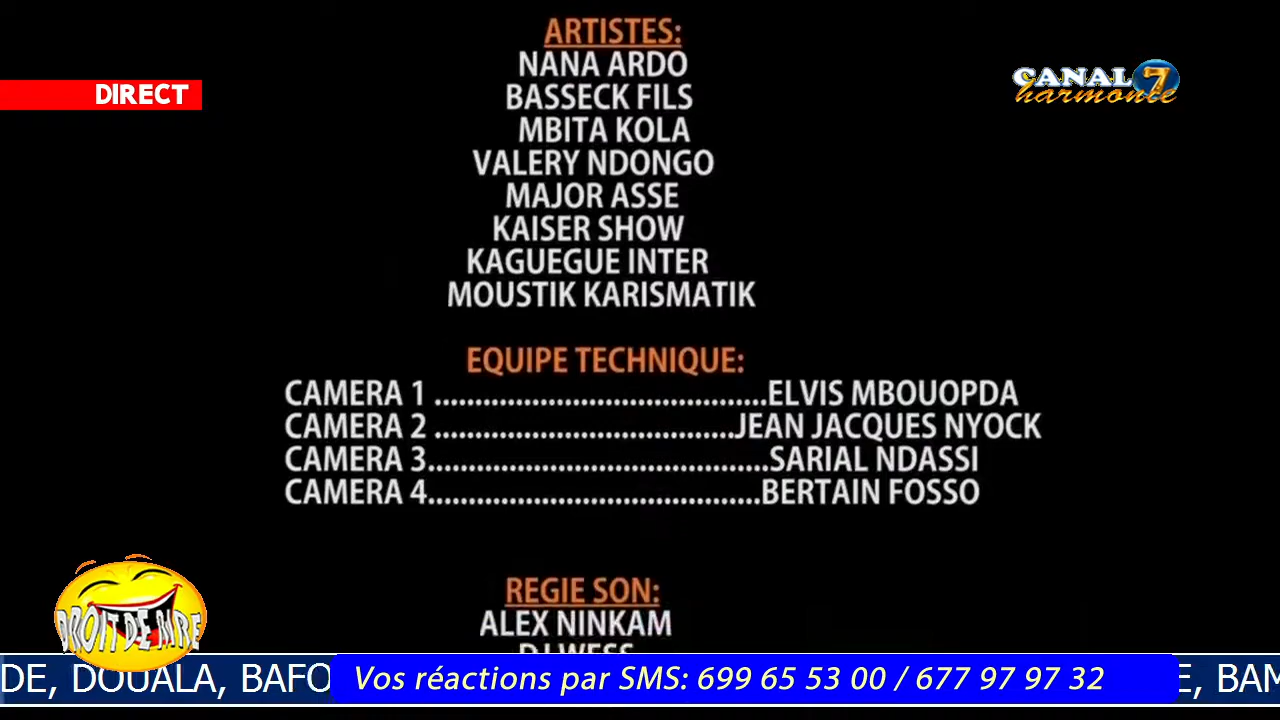 ARTISTES:
NANA ARDO
BASSECK FILS
MBITA KOLA
VALERY NDONGO
MAJOR ASSE
KAISER SHOW
KAGUEGUE INTER
MOUSTIK KARISMATIK
DIRECT
CANAL 7
harmonie
EQUIPE TECHNIQUE:
CAMERA 1 ........................................ELVIS MBOUOPDA
CAMERA 2 ....................................JEAN JACQUES NYOCK
CAMERA 3.........................................SARIAL NDASSI
CAMERA 4........................................BERTAIN FOSSO
REGIE SON:
ALEX NINKAM
DJ WESS
DROIT DE RIRE
DE, DOUALA, BAFO
Vos réactions par SMS: 699 65 53 00 / 677 97 97 32
E, BAM